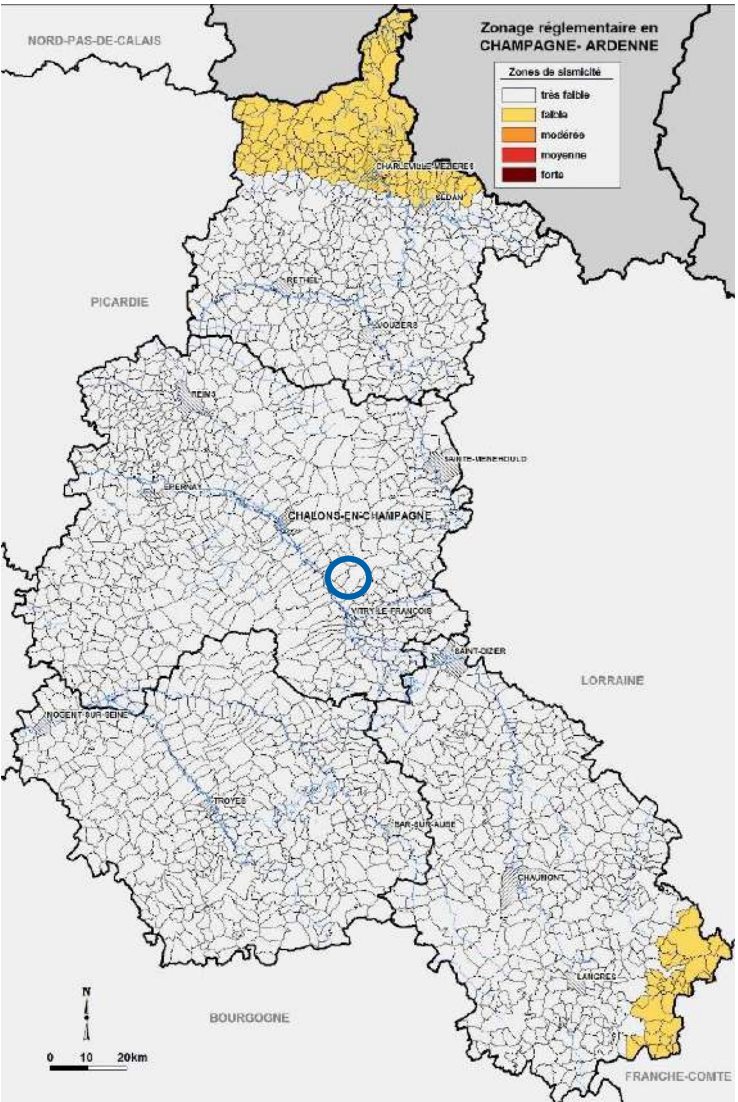 Zonage réglementaire en
CHAMPAGNE- ARDENNE
Zones de sismicité
très faible
faible
modérée
moyenne
forte
NORD-PAS-DE-CALAIS
CHARLEVILLE-MEZIERES
SEDAN
RETHEL
PICARDIE
VOUZIERS
REIMS
SAINTE-MENEHOULD
EPERNAY
CHALONS-EN-CHAMPAGNE
VITRY-LE-FRANCOIS
SAINT-DIZIER
LORRAINE
NOGENT-SUR-SEINE
TROYES
BAR-SUR-AUBE
CHAUMONT
LANGRES
N
BOURGOGNE
0 10 20km
FRANCHE-COMTE